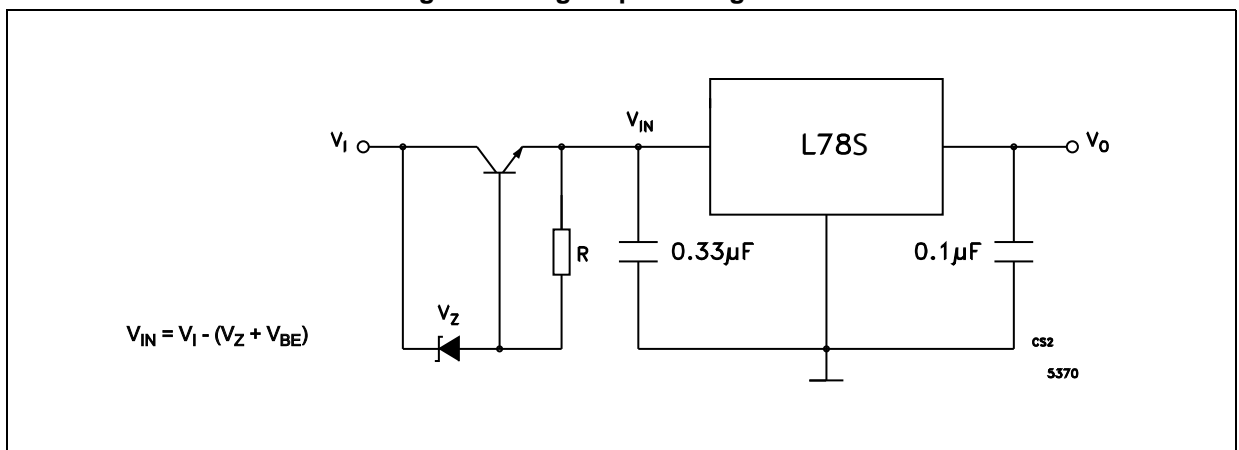 V_I
V_IN
L78S
V_O
R
0.33µF
0.1µF
V_Z
V_IN = V_I - (V_Z + V_BE)
CS2
5370